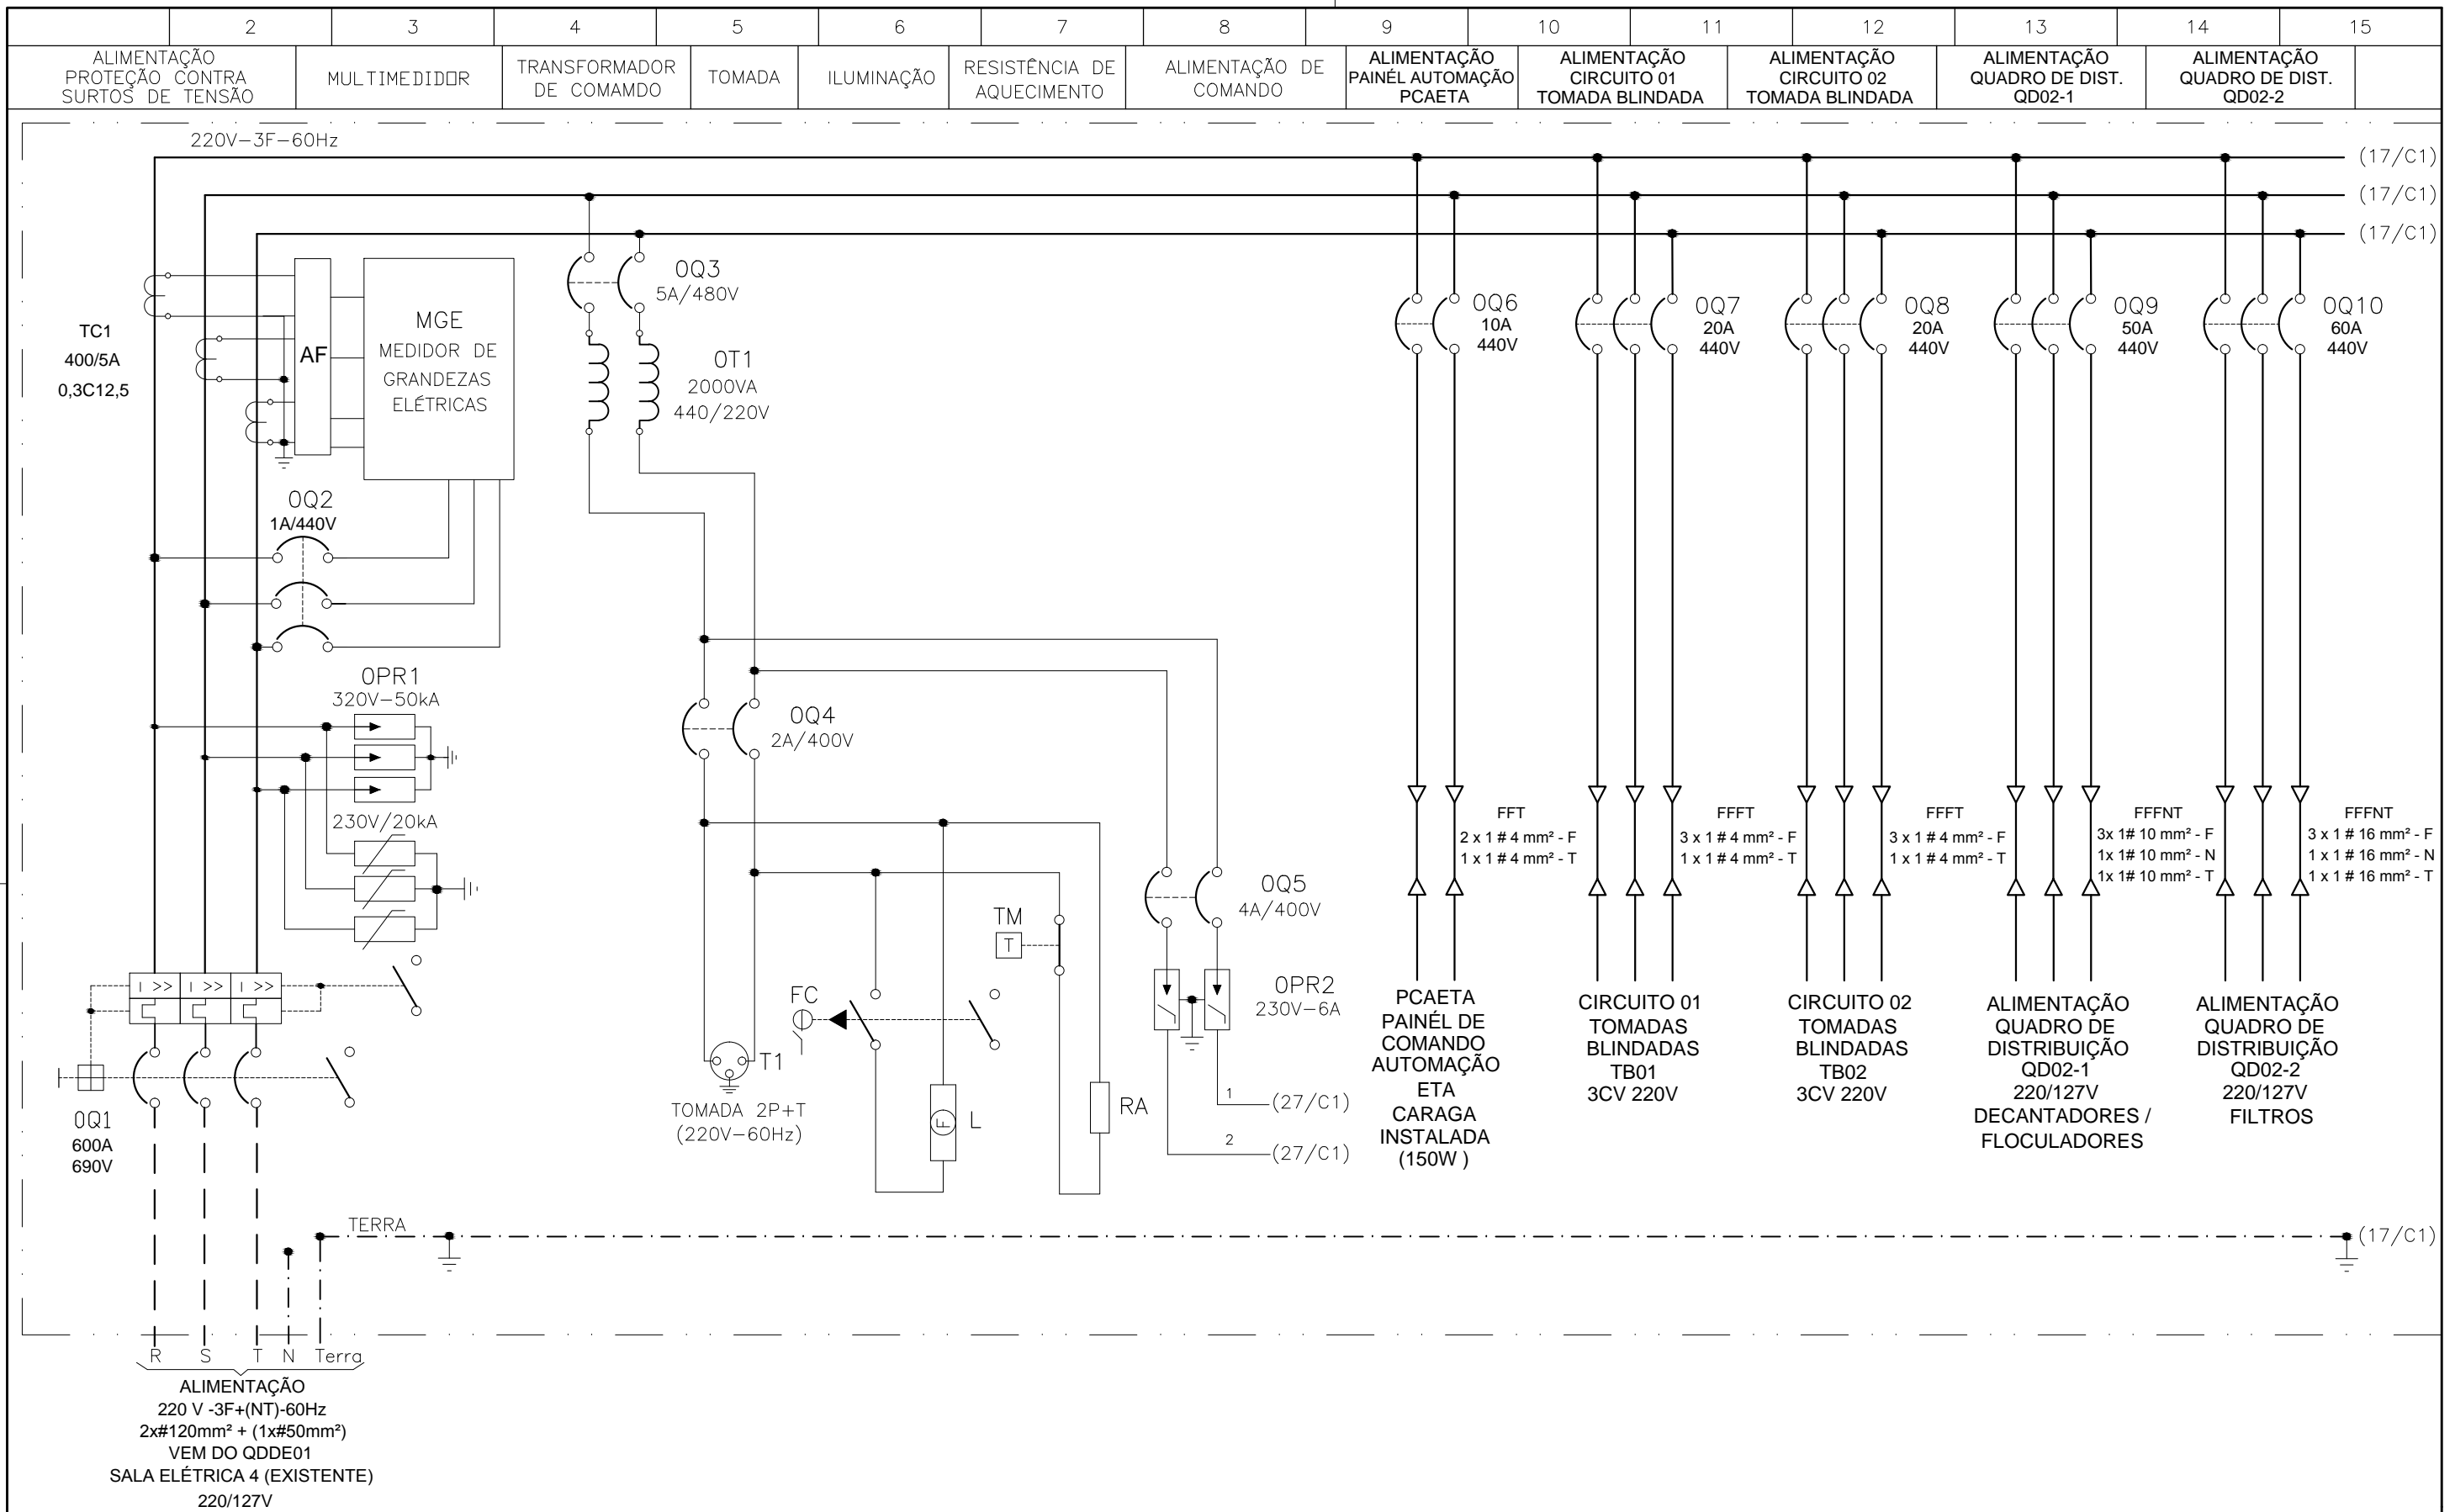 2
3
4
5
6
7
8
9
10
11
12
13
14
15
ALIMENTAÇÃO
PROTEÇÃO CONTRA
SURTOS DE TENSÃO
MULTIMEDIDOR
TRANSFORMADOR
DE COMAMDO
TOMADA
ILUMINAÇÃO
RESISTÊNCIA DE
AQUECIMENTO
ALIMENTAÇÃO DE
COMANDO
ALIMENTAÇÃO
PAINÉL AUTOMAÇÃO
PCAETA
ALIMENTAÇÃO
CIRCUITO 01
TOMADA BLINDADA
ALIMENTAÇÃO
CIRCUITO 02
TOMADA BLINDADA
ALIMENTAÇÃO
QUADRO DE DIST.
QD02-1
ALIMENTAÇÃO
QUADRO DE DIST.
QD02-2
220V-3F-60Hz
(17/C1)
(17/C1)
(17/C1)
TC1
400/5A
0,3C12,5
AF
MGE
MEDIDOR DE
GRANDEZAS
ELÉTRICAS
0Q3
5A/480V
0T1
2000VA
440/220V
0Q2
1A/440V
0PR1
320V-50kA
230V/20kA
0Q4
2A/400V
0Q6
10A
440V
0Q7
20A
440V
0Q8
20A
440V
0Q9
50A
440V
0Q10
60A
440V
FFT
2 x 1 # 4 mm² - F
1 x 1 # 4 mm² - T
FFFT
3 x 1 # 4 mm² - F
1 x 1 # 4 mm² - T
FFFT
3 x 1 # 4 mm² - F
1 x 1 # 4 mm² - T
FFFNT
3x 1# 10 mm² - F
1x 1# 10 mm² - N
1x 1# 10 mm² - T
FFFNT
3 x 1 # 16 mm² - F
1 x 1 # 16 mm² - N
1 x 1 # 16 mm² - T
0Q5
4A/400V
TM
T
0PR2
230V-6A
I >>
I >>
I >>
FC
T1
TOMADA 2P+T
(220V-60Hz)
F
L
RA
1
(27/C1)
2
(27/C1)
0Q1
600A
690V
PCAETA
PAINÉL DE
COMANDO
AUTOMAÇÃO
ETA
CARAGA
INSTALADA
(150W )
CIRCUITO 01
TOMADAS
BLINDADAS
TB01
3CV 220V
CIRCUITO 02
TOMADAS
BLINDADAS
TB02
3CV 220V
ALIMENTAÇÃO
QUADRO DE
DISTRIBUIÇÃO
QD02-1
220/127V
DECANTADORES /
FLOCULADORES
ALIMENTAÇÃO
QUADRO DE
DISTRIBUIÇÃO
QD02-2
220/127V
FILTROS
TERRA
(17/C1)
R
S
T
N
Terra
ALIMENTAÇÃO
220 V -3F+(NT)-60Hz
2x#120mm² + (1x#50mm²)
VEM DO QDDE01
SALA ELÉTRICA 4 (EXISTENTE)
220/127V